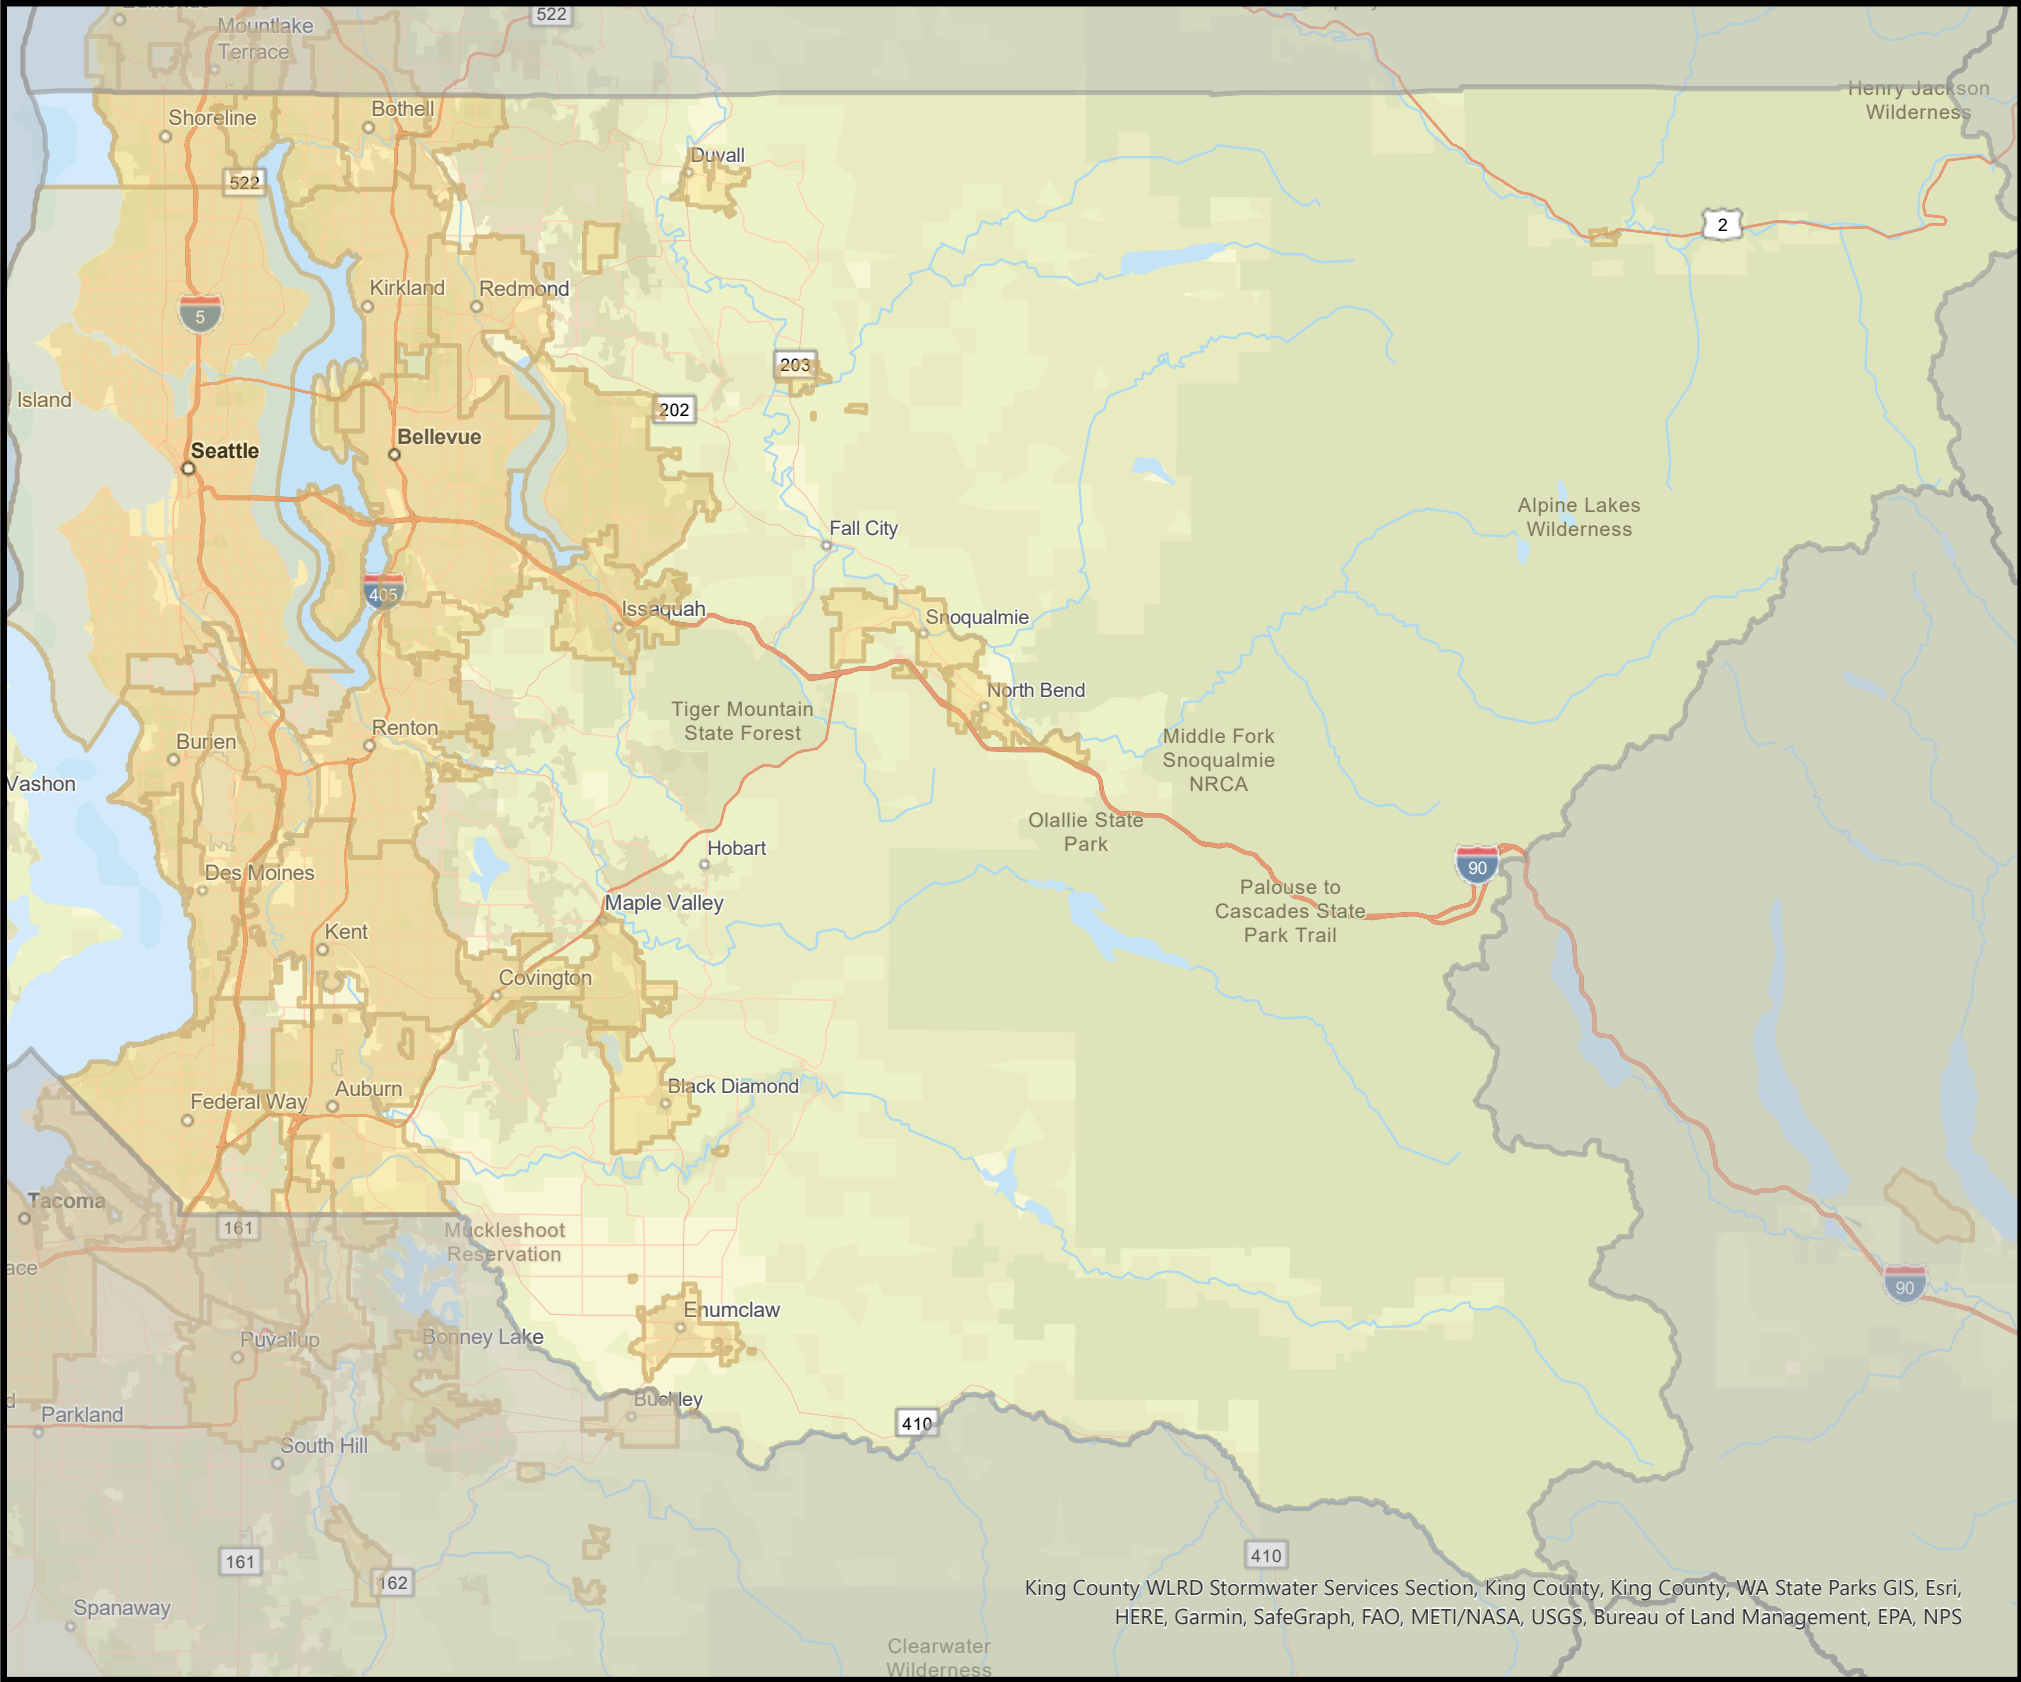 522
Mountlake
Terrace
Henry Jackson
Wilderness
Shoreline
Bothell
Duvall
522
2
Kirkland
Redmond
5
203
Island
202
Seattle
Bellevue
Alpine Lakes
Wilderness
Fall City
405
Issaquah
Snoqualmie
North Bend
Tiger Mountain
State Forest
Renton
Burien
Middle Fork
Snoqualmie
NRCA
Vashon
Olallie State
Park
Hobart
90
Des Moines
Palouse to
Cascades State
Park Trail
Maple Valley
Kent
Covington
Black Diamond
Auburn
Federal Way
Tacoma
161
Muckleshoot
Reservation
ace
90
Enumclaw
Puyallup
Bonney Lake
Buckley
d
Parkland
410
South Hill
161
410
162
King County WLRD Stormwater Services Section, King County, King County, WA State Parks GIS, Esri,
HERE, Garmin, SafeGraph, FAO, METI/NASA, USGS, Bureau of Land Management, EPA, NPS
Spanaway
Clearwater
Wilderness